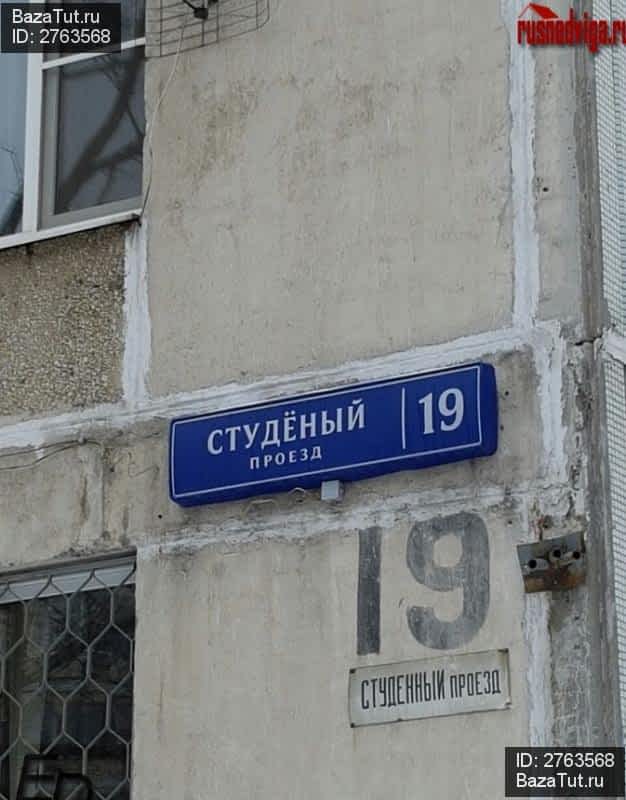 BazaTut.ru
ID: 2763568
rusnedviga.ru
СТУДЁНЫЙ
ПРОЕЗД
19
19
СТУДЕННЫЙ ПРОЕЗД
ID: 2763568
BazaTut.ru